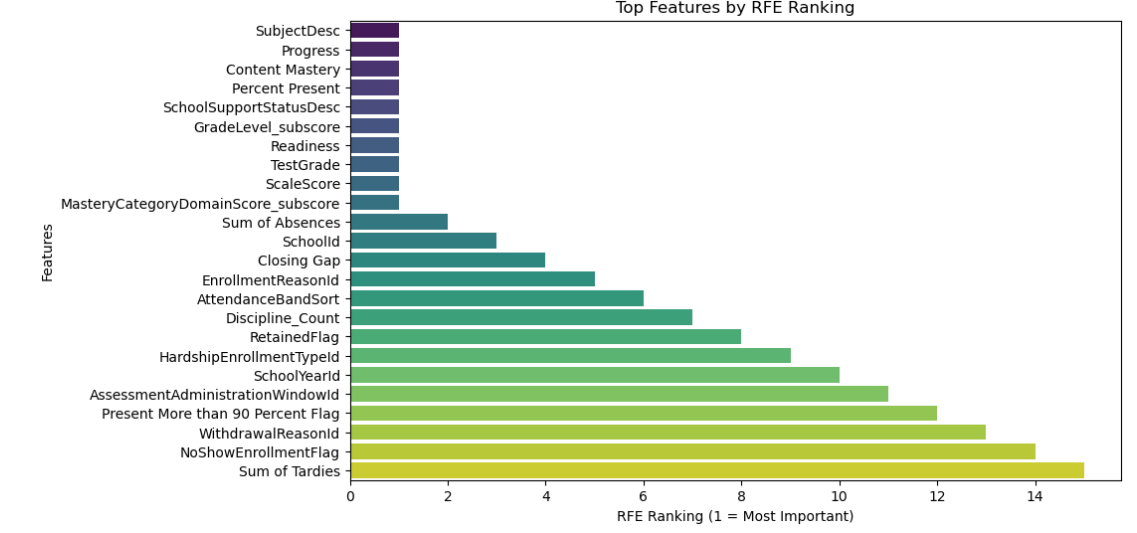 Top Features by RFE Ranking
SubjectDesc
Progress
Content Mastery
Percent Present
SchoolSupportStatusDesc
GradeLevel_subscore
Readiness
TestGrade
ScaleScore
MasteryCategoryDomainScore_subscore
Sum of Absences
SchoolId
Closing Gap
EnrollmentReasonId
AttendanceBandSort
Discipline_Count
RetainedFlag
HardshipEnrollmentTypeId
SchoolYearId
AssessmentAdministrationWindowId
Present More than 90 Percent Flag
WithdrawalReasonId
NoShowEnrollmentFlag
Sum of Tardies
Features
0 2 4 6 8 10 12 14
RFE Ranking (1 = Most Important)